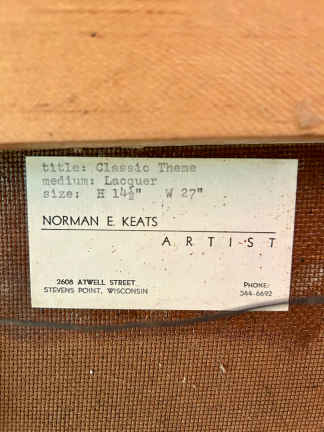 title: Classic Theme
medium: Lacquer
size: H 14½" W 27"
NORMAN E. KEATS
ARTIST
2608 ATWELL STREET
STEVENS POINT, WISCONSIN
PHONE:
344-6692